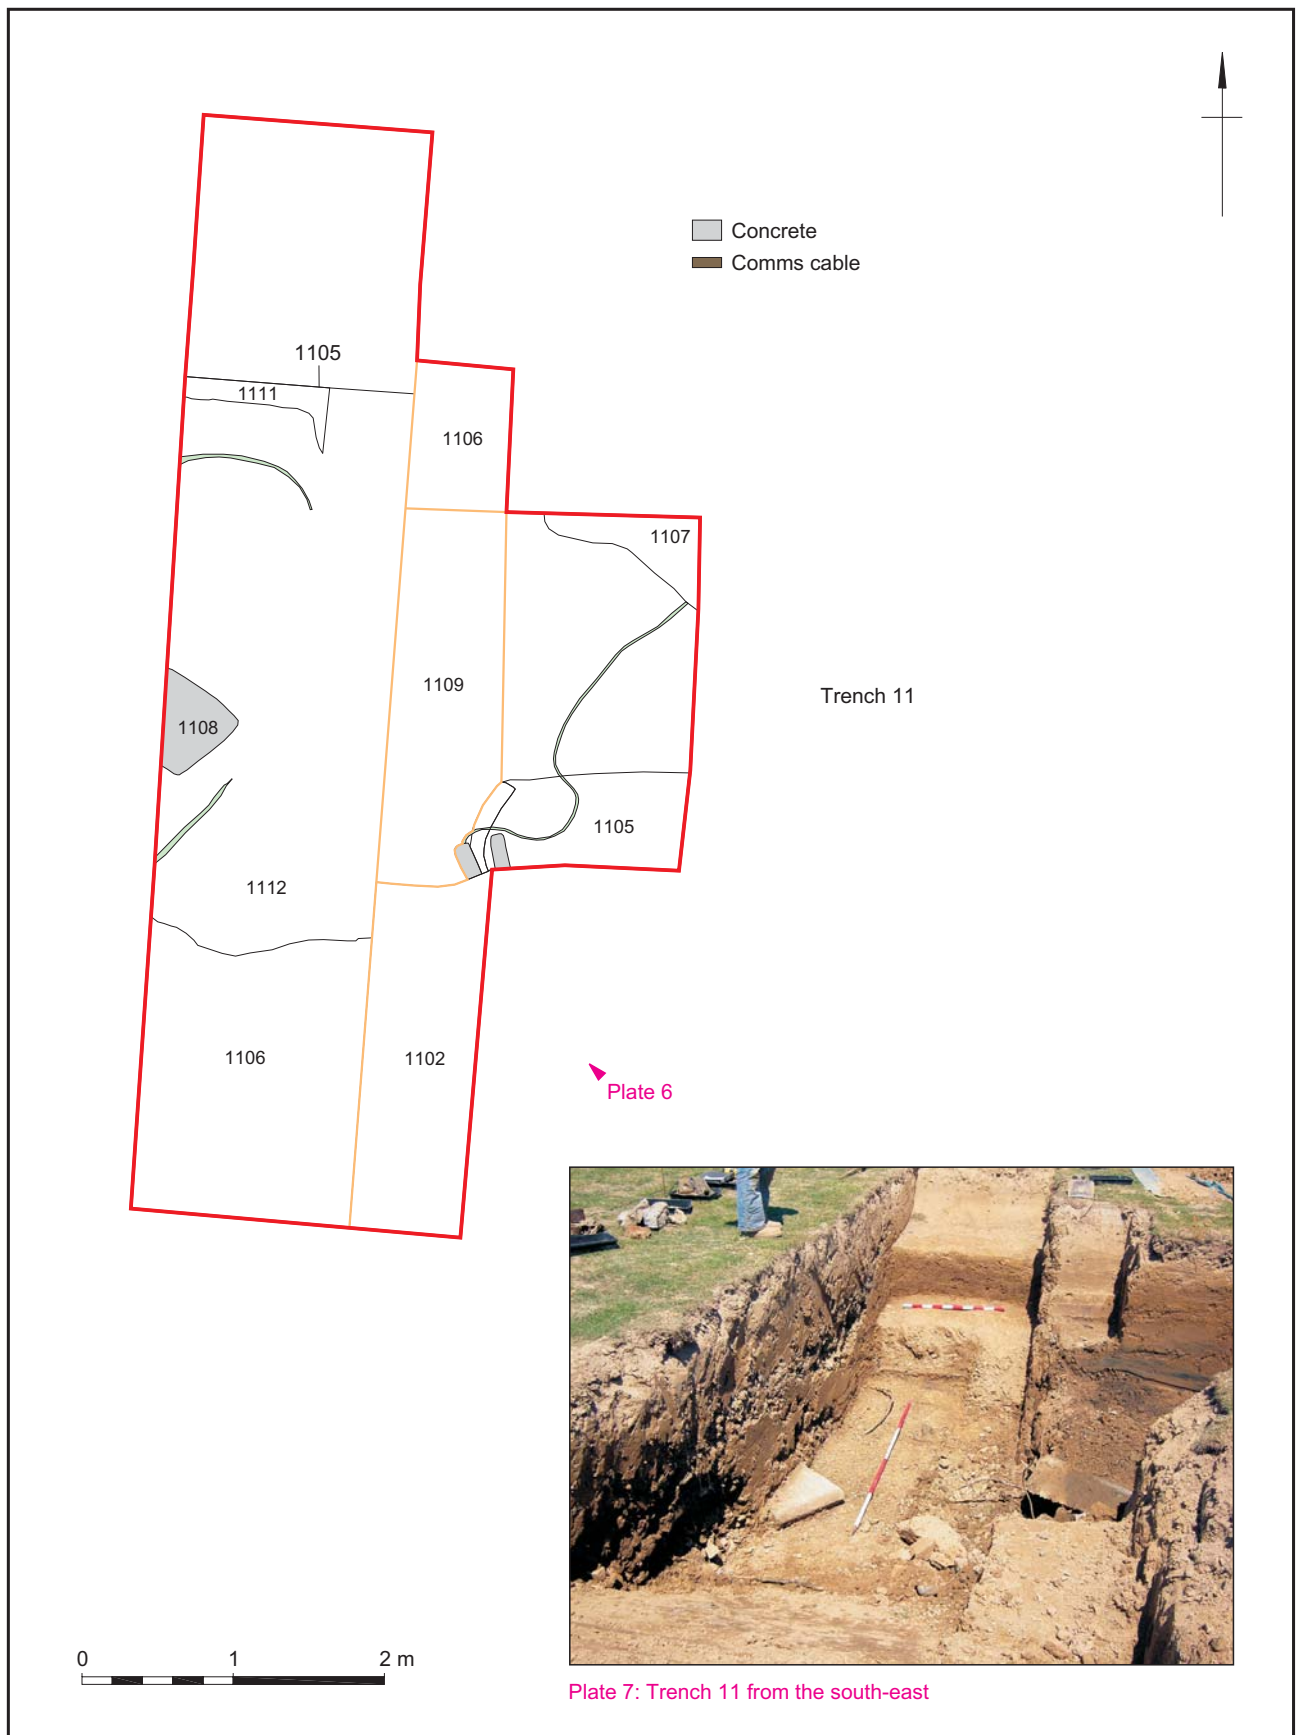 Concrete
Comms cable
1105
1111
1106
1107
1109
Trench 11
1108
1105
1112
1106
1102
Plate 6
0 1 2 m
Plate 7: Trench 11 from the south-east